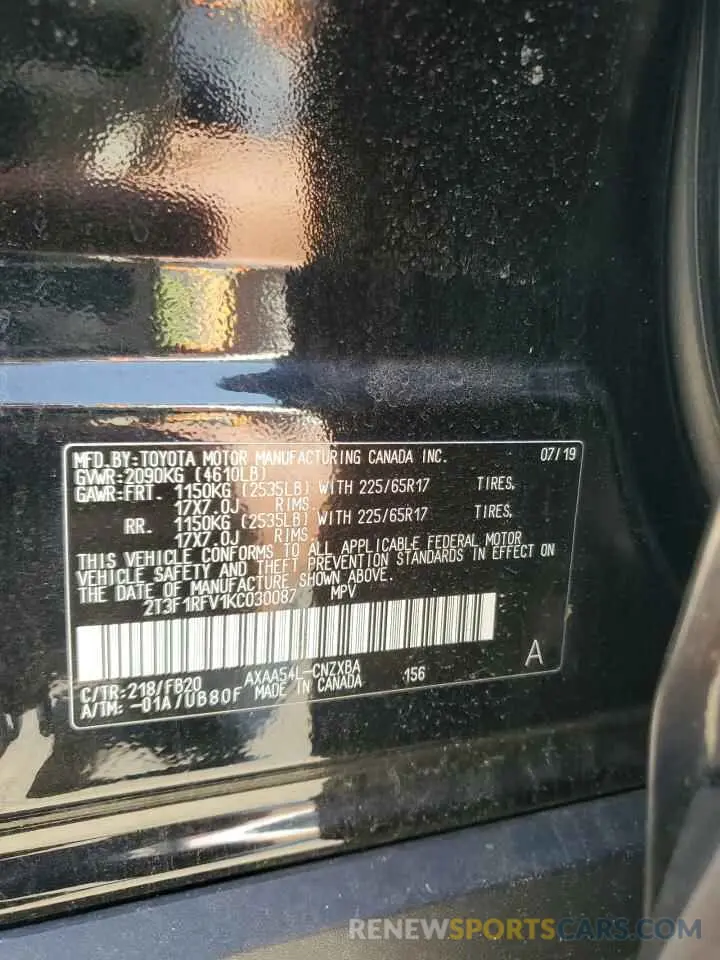 MFD. BY: TOYOTA MOTOR MANUFACTURING CANADA INC. 07/19
GVWR: 2090KG (4610LB)
GAWR: FRT. 1150KG (2535LB) WITH 225/65R17 TIRES,
17X7.0J RIMS.
RR. 1150KG (2535LB) WITH 225/65R17 TIRES,
17X7.0J RIMS.
THIS VEHICLE CONFORMS TO ALL APPLICABLE FEDERAL MOTOR
VEHICLE SAFETY AND THEFT PREVENTION STANDARDS IN EFFECT ON
THE DATE OF MANUFACTURE SHOWN ABOVE.
2T3F1RFV1KC030087 MPV
A
C/TR: 218/FB20 AXAA54L-CNZXBA 156
A/TM: -01A/UB80F MADE IN CANADA
RENEWSPORTSCARS.COM